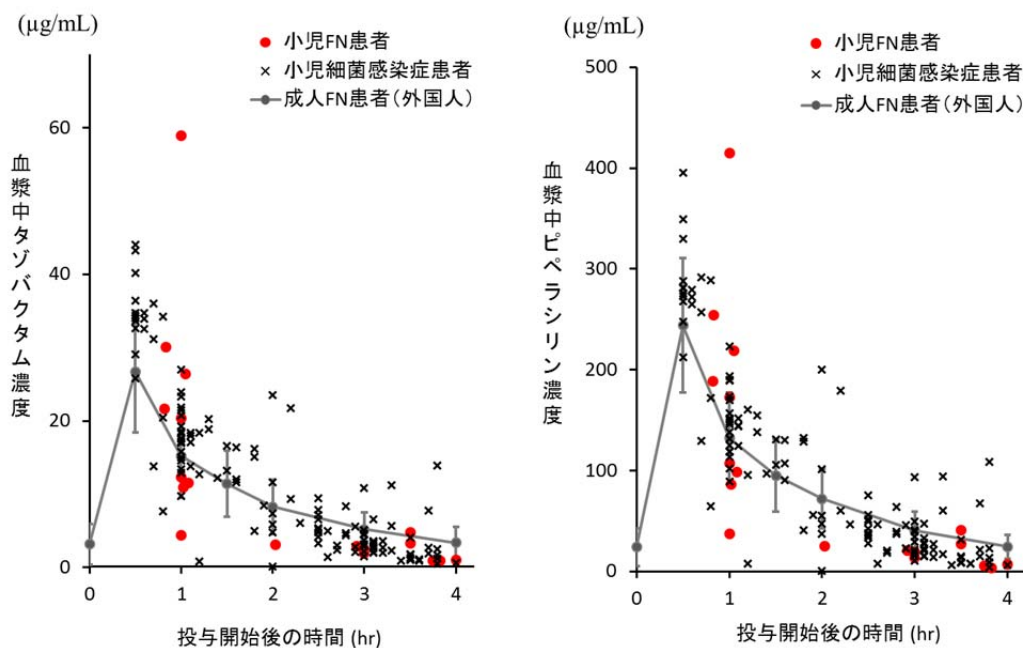 (µg/mL)
小児FN患者
小児細菌感染症患者
成人FN患者(外国人)
60
40
20
0
血漿中タゾバクタム濃度
0 1 2 3 4
投与開始後の時間 (hr)
(µg/mL)
小児FN患者
小児細菌感染症患者
成人FN患者(外国人)
500
400
300
200
100
0
血漿中ピペラシリン濃度
0 1 2 3 4
投与開始後の時間 (hr)